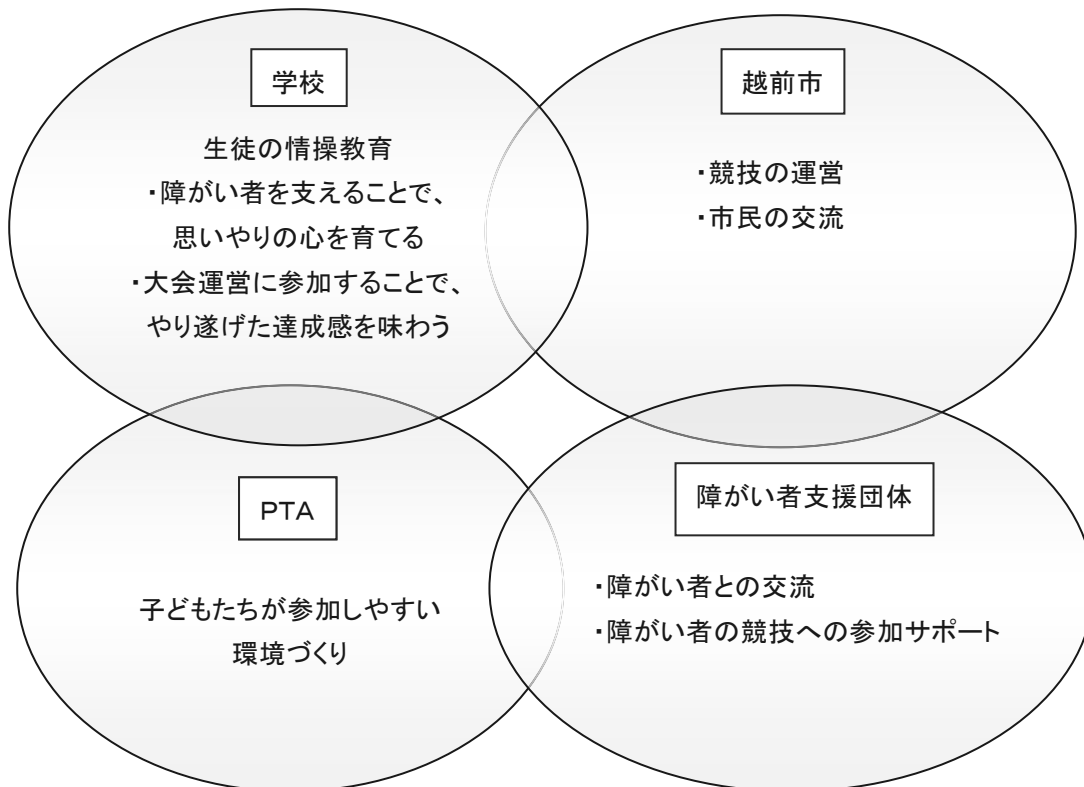 学校
生徒の情操教育
・障がい者を支えることで、
思いやりの心を育てる
・大会運営に参加することで、
やり遂げた達成感を味わう
越前市
・競技の運営
・市民の交流
PTA
子どもたちが参加しやすい
環境づくり
障がい者支援団体
・障がい者との交流
・障がい者の競技への参加サポート